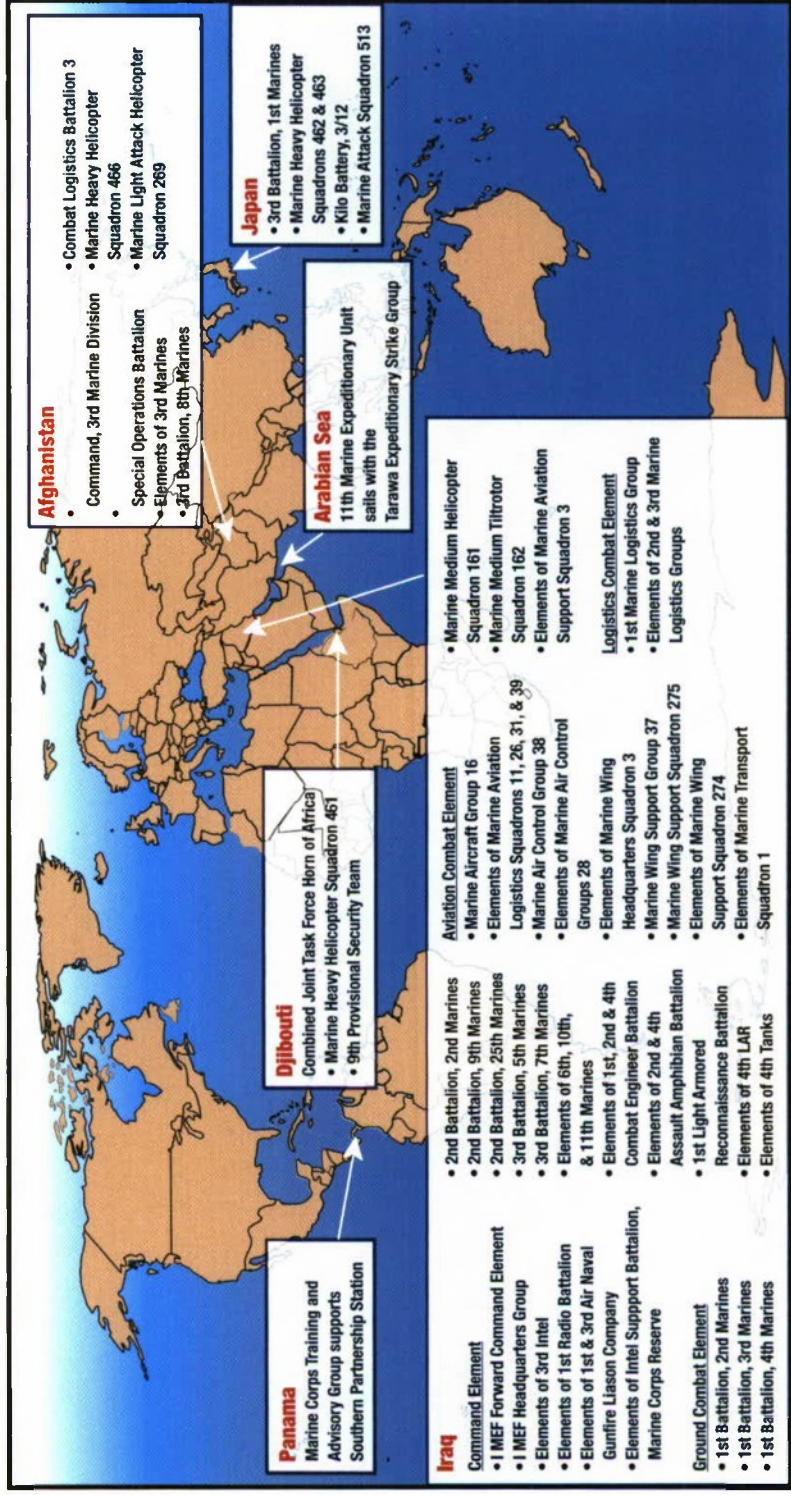 Afghanistan
•
Command, 3rd Marine Division
•
Special Operations Battalion
• Elements of 3rd Marines
• 3rd Battalion, 8th Marines
• Combat Logistics Battalion 3
• Marine Heavy Helicopter
Squadron 466
• Marine Light Attack Helicopter
Squadron 269
Japan
• 3rd Battalion, 1st Marines
• Marine Heavy Helicopter
Squadrons 462 & 463
• Kilo Battery, 3/12
• Marine Attack Squadron 513
Arabian Sea
11th Marine Expeditionary Unit
sails with the
Tarawa Expeditionary Strike Group
Djibouti
Combined Joint Task Force Horn of Africa
• Marine Heavy Helicopter Squadron 461
• 9th Provisional Security Team
Panama
Marine Corps Training and
Advisory Group supports
Southern Partnership Station
Iraq
Command Element
• I MEF Forward Command Element
• I MEF Headquarters Group
• Elements of 3rd Intel
• Elements of 1st Radio Battalion
• Elements of 1st & 3rd Air Naval
Gunfire Liason Company
• Elements of Intel Suppport Battalion,
Marine Corps Reserve
Ground Combat Element
• 1st Battalion, 2nd Marines
• 1st Battalion, 3rd Marines
• 1st Battalion, 4th Marines
• 2nd Battalion, 2nd Marines
• 2nd Battalion, 9th Marines
• 2nd Battalion, 25th Marines
• 3rd Battalion, 5th Marines
• 3rd Battalion, 7th Marines
• Elements of 6th, 10th,
& 11th Marines
• Elements of 1st, 2nd & 4th
Combat Engineer Battalion
• Elements of 2nd & 4th
Assault Amphibian Battalion
• 1st Light Armored
Reconnaissance Battalion
• Elements of 4th LAR
• Elements of 4th Tanks
Aviation Combat Element
• Marine Aircraft Group 16
• Elements of Marine Aviation
Logistics Squadrons 11, 26, 31, & 39
• Marine Air Control Group 38
• Elements of Marine Air Control
Groups 28
• Elements of Marine Wing
Headquarters Squadron 3
• Marine Wing Support Group 37
• Marine Wing Support Squadron 275
• Elements of Marine Wing
Support Squadron 274
• Elements of Marine Transport
Squadron 1
• Marine Medium Helicopter
Squadron 161
• Marine Medium Tiltrotor
Squadron 162
• Elements of Marine Aviation
Support Squadron 3
Logistics Combat Element
• 1st Marine Logistics Group
• Elements of 2nd & 3rd Marine
Logistics Groups